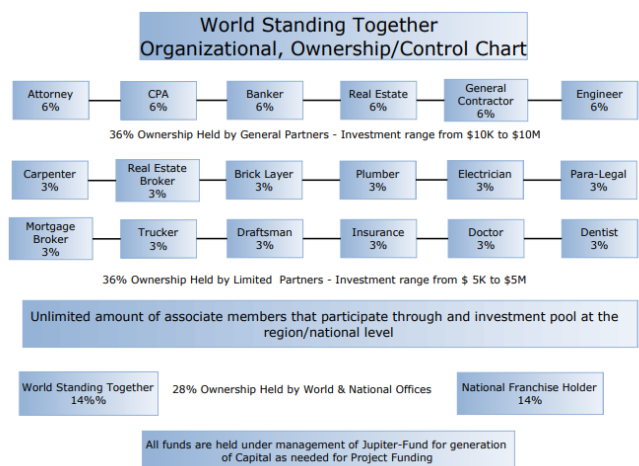 World Standing Together
Organizational, Ownership/Control Chart
Attorney
6%
CPA
6%
Banker
6%
Real Estate
6%
General
Contractor
6%
Engineer
6%
36% Ownership Held by General Partners - Investment range from $10K to $10M
Carpenter
3%
Real Estate
Broker
3%
Brick Layer
3%
Plumber
3%
Electrician
3%
Para-Legal
3%
Mortgage
Broker
3%
Trucker
3%
Draftsman
3%
Insurance
3%
Doctor
3%
Dentist
3%
36% Ownership Held by Limited Partners - Investment range from $ 5K to $5M
Unlimited amount of associate members that participate through and investment pool at the
region/national level
World Standing Together
14%%
28% Ownership Held by World & National Offices
National Franchise Holder
14%
All funds are held under management of Jupiter-Fund for generation
of Capital as needed for Project Funding